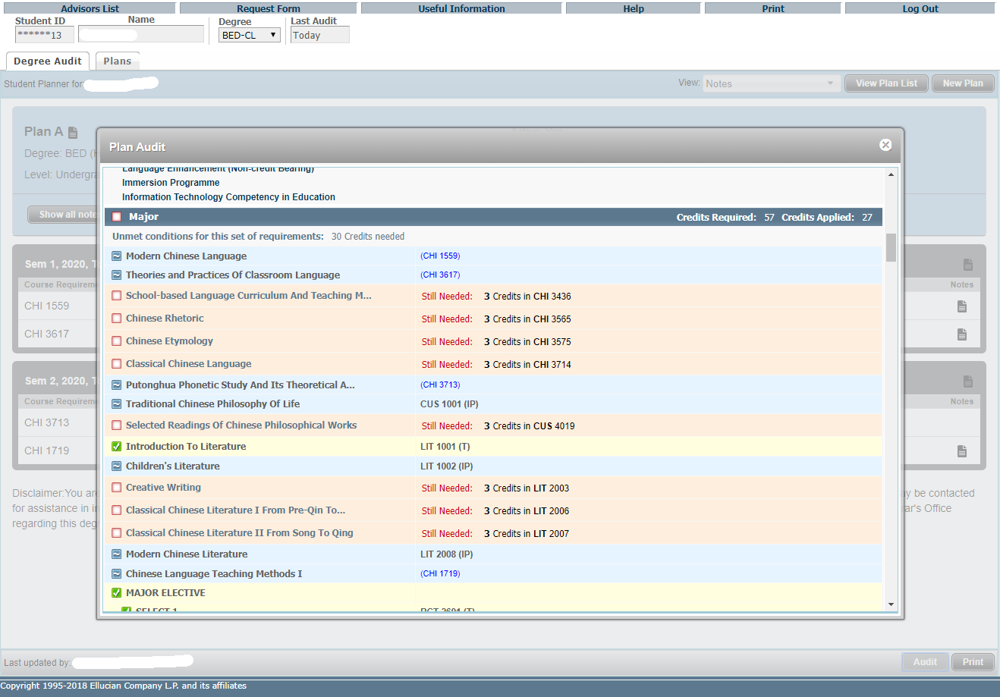 Advisors List Request Form Useful Information Help Print Log Out
Student ID Name Degree Last Audit
******13 BED-CL Today
Degree Audit Plans
Student Planner for View: Notes View Plan List New Plan
Plan A
Degree: BED
Level:
Show all
Plan Audit
Language Enhancement (Non-credit Bearing)
Immersion Programme
Information Technology Competency in Education
Major Credits Required: 57 Credits Applied: 27
Unmet conditions for this set of requirements: 30 Credits needed
Modern Chinese Language (CHI 1559)
Theories and Practices Of Classroom Language (CHI 3617)
School-based Language Curriculum And Teaching M... Still Needed: 3 Credits in CHI 3436
Chinese Rhetoric Still Needed: 3 Credits in CHI 3565
Chinese Etymology Still Needed: 3 Credits in CHI 3575
Classical Chinese Language Still Needed: 3 Credits in CHI 3714
Putonghua Phonetic Study And Its Theoretical A... (CHI 3713)
Traditional Chinese Philosophy Of Life CUS 1001 (IP)
Selected Readings Of Chinese Philosophical Works Still Needed: 3 Credits in CUS 4019
Introduction To Literature LIT 1001 (T)
Children's Literature LIT 1002 (IP)
Creative Writing Still Needed: 3 Credits in LIT 2003
Classical Chinese Literature I From Pre-Qin To... Still Needed: 3 Credits in LIT 2006
Classical Chinese Literature II From Song To Qing Still Needed: 3 Credits in LIT 2007
Modern Chinese Literature LIT 2008 (IP)
Chinese Language Teaching Methods I (CHI 1719)
MAJOR ELECTIVE
SELECT 1
Sem 1, 2020,
Course Notes
CHI 1559
CHI 3617
Sem 2, 2020,
Course Notes
CHI 3713
CHI 1719
Disclaimer:You be contacted
for assistance in Office
regarding this
Last updated by: Audit Print
Copyright 1995-2018 Ellucian Company L.P. and its affiliates